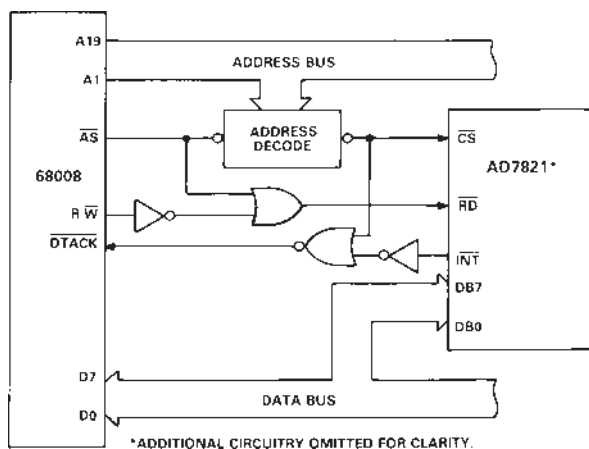 A19
ADDRESS BUS
A1
AS
ADDRESS
DECODE
CS
68008
AD7821*
R W
RD
DTACK
INT
DB7
DB0
D7
DATA BUS
D0
*ADDITIONAL CIRCUITRY OMITTED FOR CLARITY.